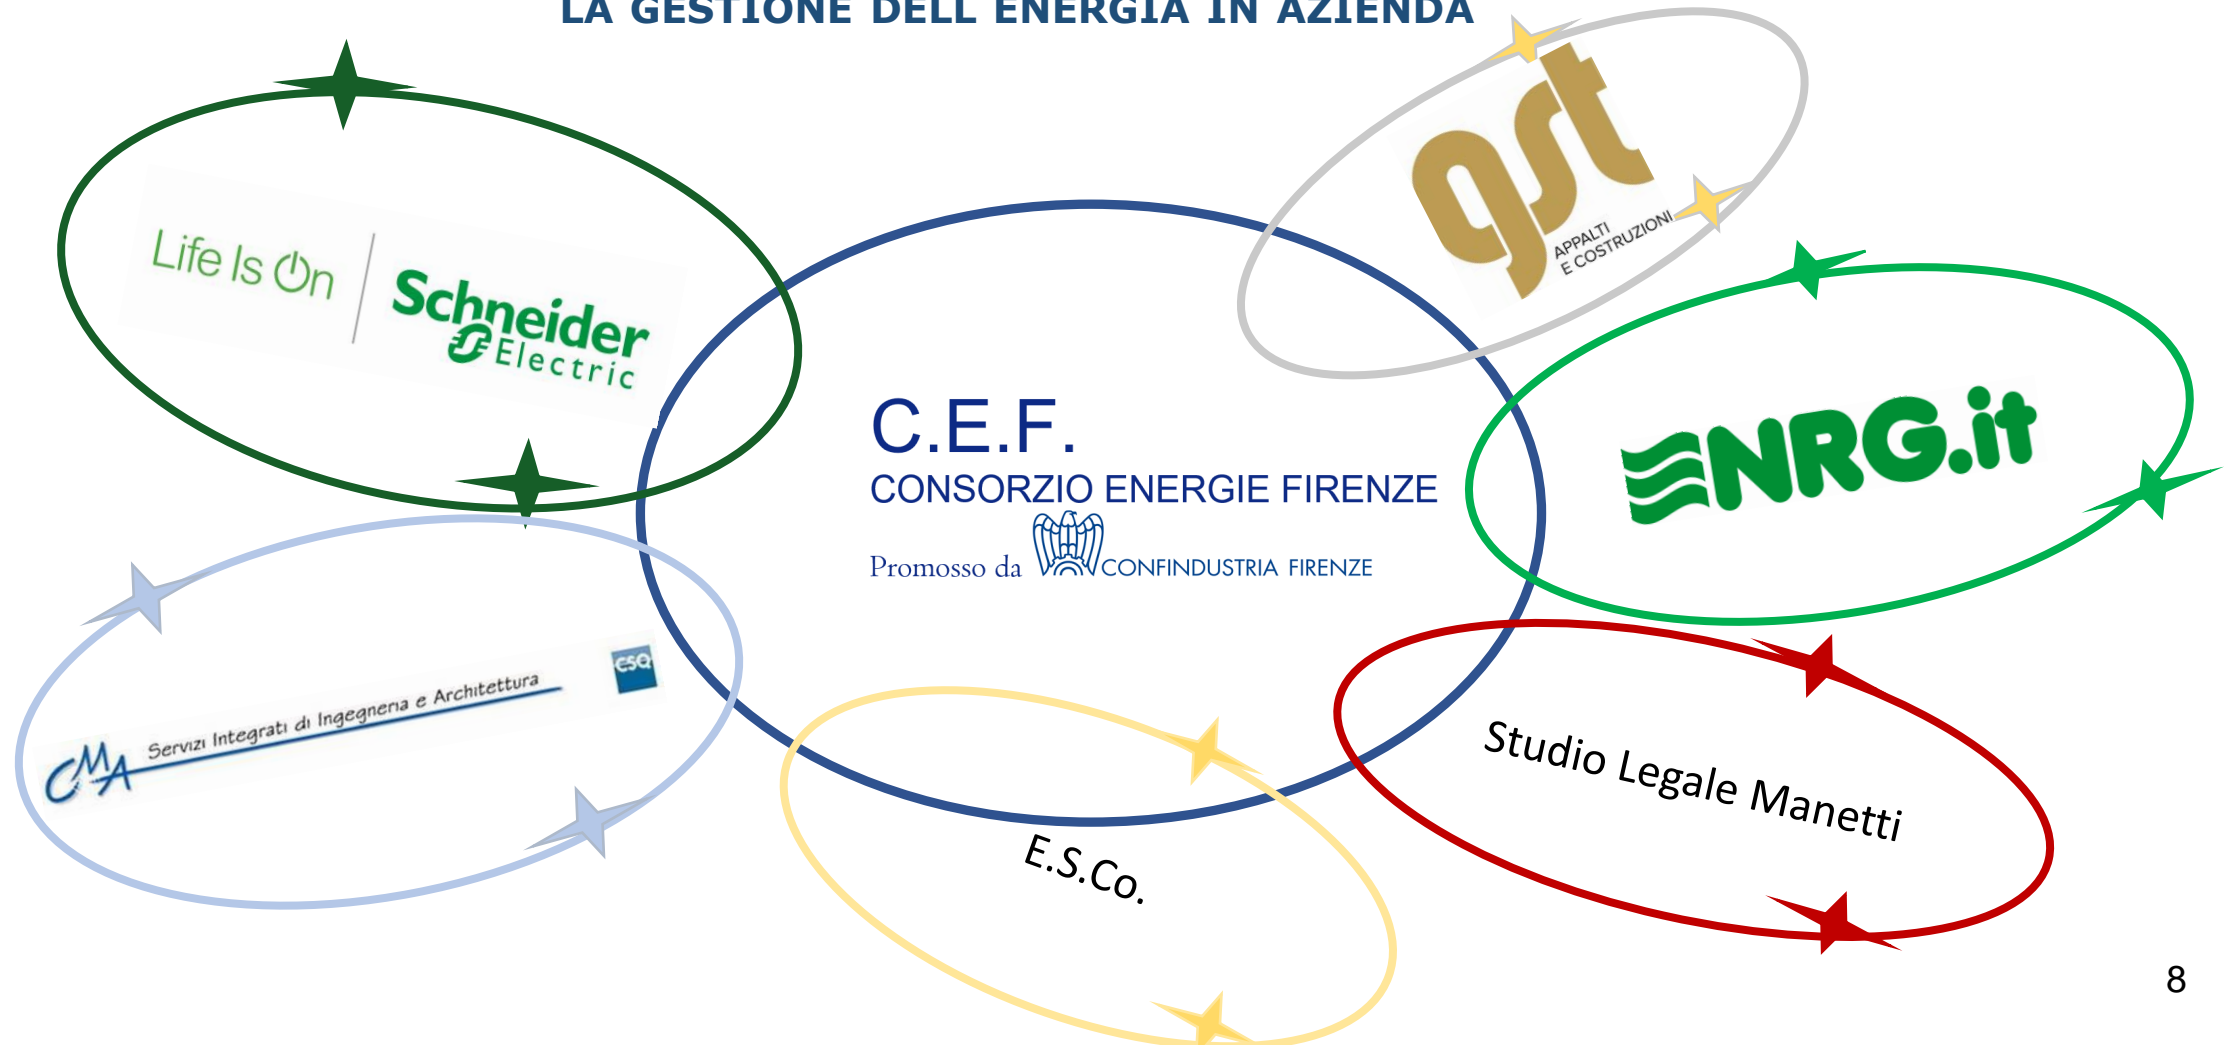 LA GESTIONE DELL ENERGIA IN AZIENDA
gst
APPALTI
E COSTRUZIONI
Life Is On
Schneider
Electric
C.E.F.
CONSORZIO ENERGIE FIRENZE
Promosso da CONFINDUSTRIA FIRENZE
ENRG.it
CMA Servizi Integrati di Ingegneria e Architettura
CSQ
Studio Legale Manetti
E.S.Co.
8